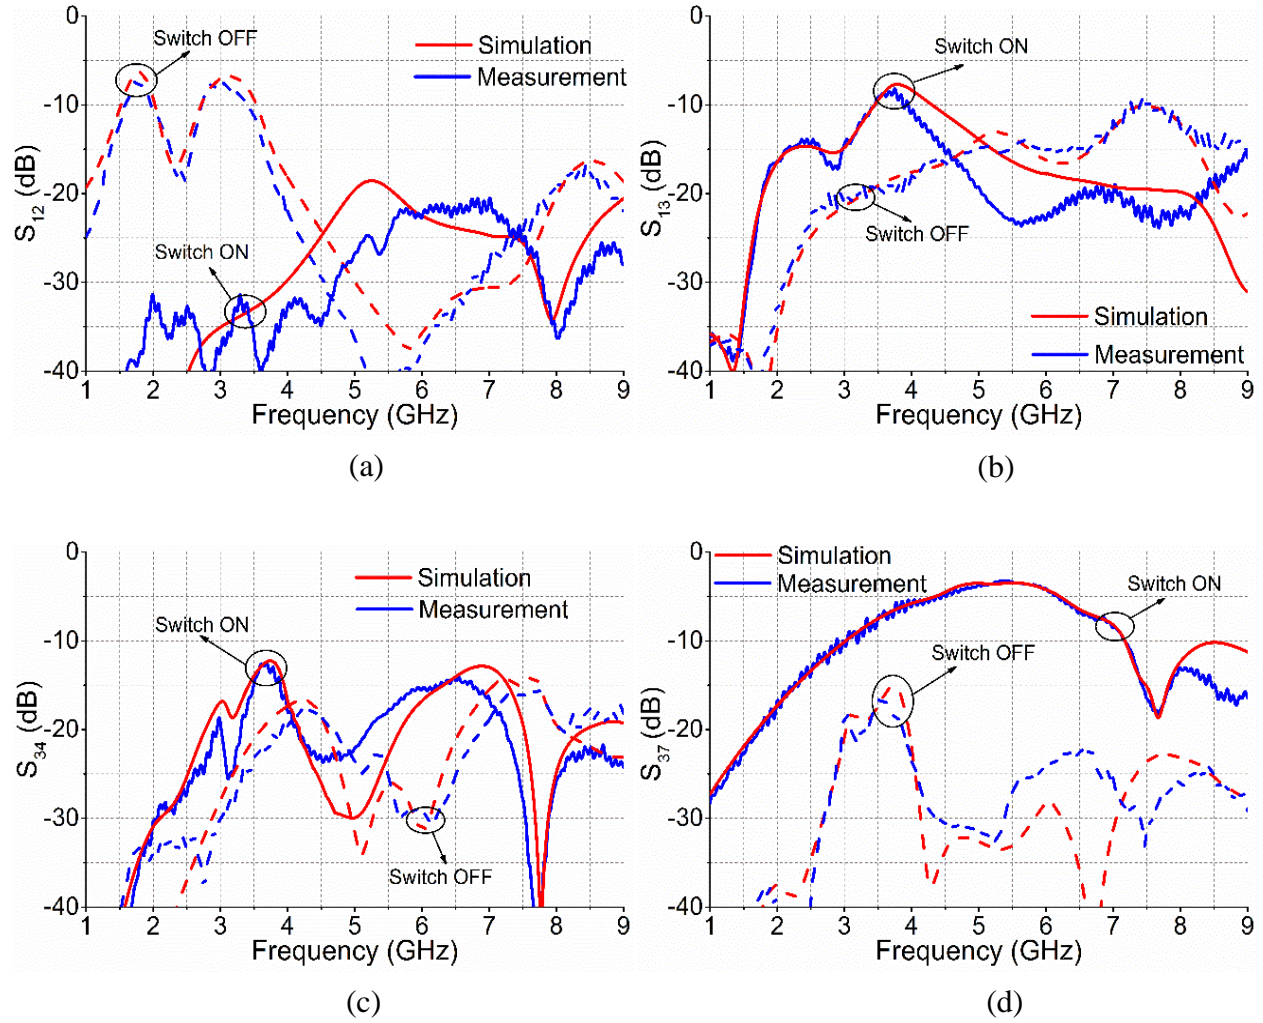 0
-10
-20
-30
-40
S12 (dB)
Switch OFF
Simulation
Measurement
Switch ON
1 2 3 4 5 6 7 8 9
Frequency (GHz)
(a)
0
-10
-20
-30
-40
S13, (dB)
Switch ON
Switch OFF
Simulation
Measurement
1 2 3 4 5 6 7 8 9
Frequency (GHz)
(b)
0
-10
-20
-30
-40
S34 (dB)
Simulation
Measurement
Switch ON
Switch OFF
1 2 3 4 5 6 7 8 9
Frequency (GHz)
(c)
0
-10
-20
-30
-40
S37 (dB)
Simulation
Measurement
Switch ON
Switch OFF
1 2 3 4 5 6 7 8 9
Frequency (GHz)
(d)